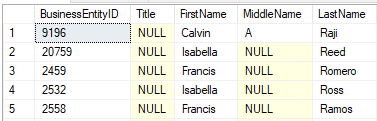 BusinessEntityID Title FirstName MiddleName LastName
1 9196 NULL Calvin A Raji
2 20759 NULL Isabella NULL Reed
3 2459 NULL Francis NULL Romero
4 2532 NULL Isabella NULL Ross
5 2558 NULL Francis NULL Ramos